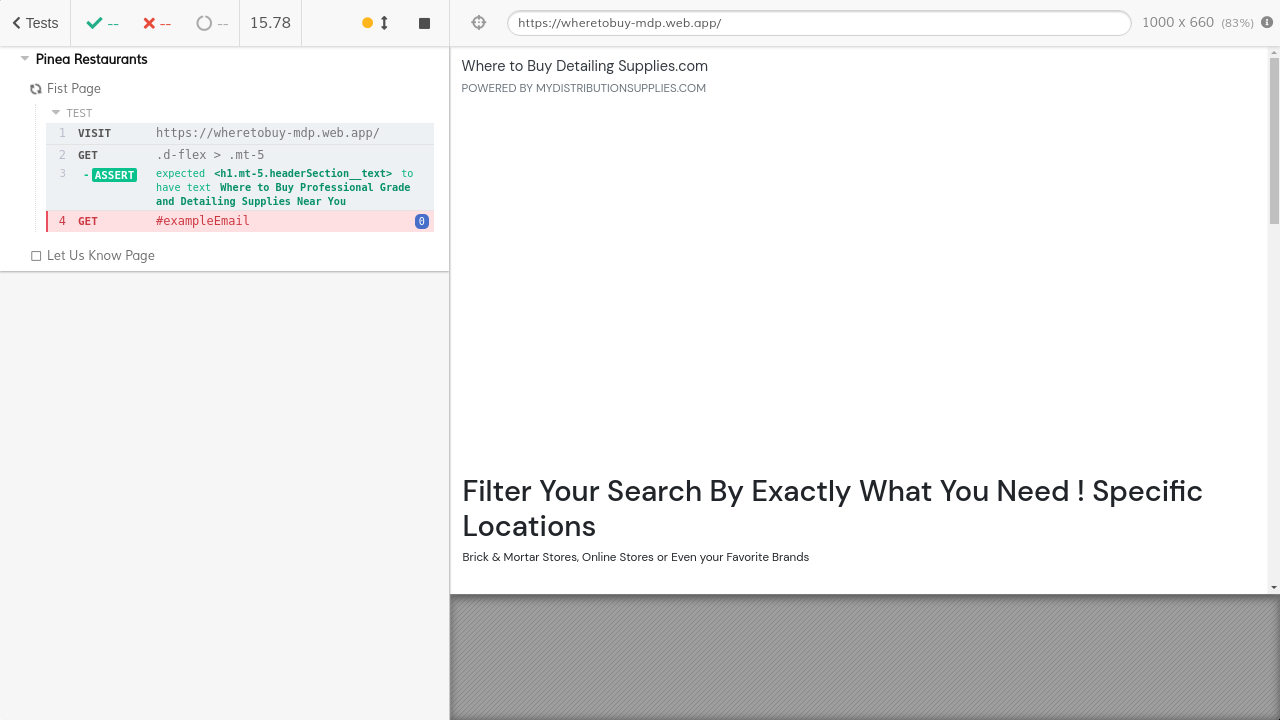 Tests
--
--
--
15.78
https://wheretobuy-mdp.web.app/
1000 x 660 (83%)
Pinea Restaurants
Fist Page
TEST
1 VISIT https://wheretobuy-mdp.web.app/
2 GET .d-flex > .mt-5
3 -ASSERT expected <h1.mt-5.headerSection__text> to
have text Where to Buy Professional Grade
and Detailing Supplies Near You
4 GET #exampleEmail 0
Let Us Know Page
Where to Buy Detailing Supplies.com
POWERED BY MYDISTRIBUTIONSUPPLIES.COM
Filter Your Search By Exactly What You Need ! Specific
Locations
Brick & Mortar Stores, Online Stores or Even your Favorite Brands